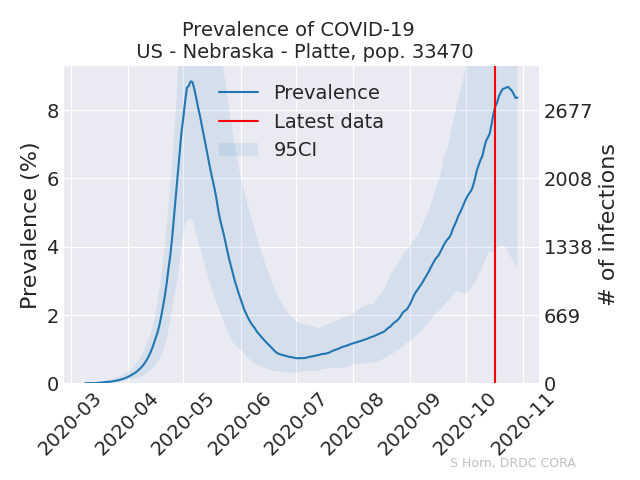 Prevalence of COVID-19
US - Nebraska - Platte, pop. 33470
Prevalence
Latest data
95CI
Prevalence (%)
8
6
4
2
0
2677
2008
1338
669
0
# of infections
2020-03
2020-04
2020-05
2020-06
2020-07
2020-08
2020-09
2020-10
2020-11
S Horn, DRDC CORA